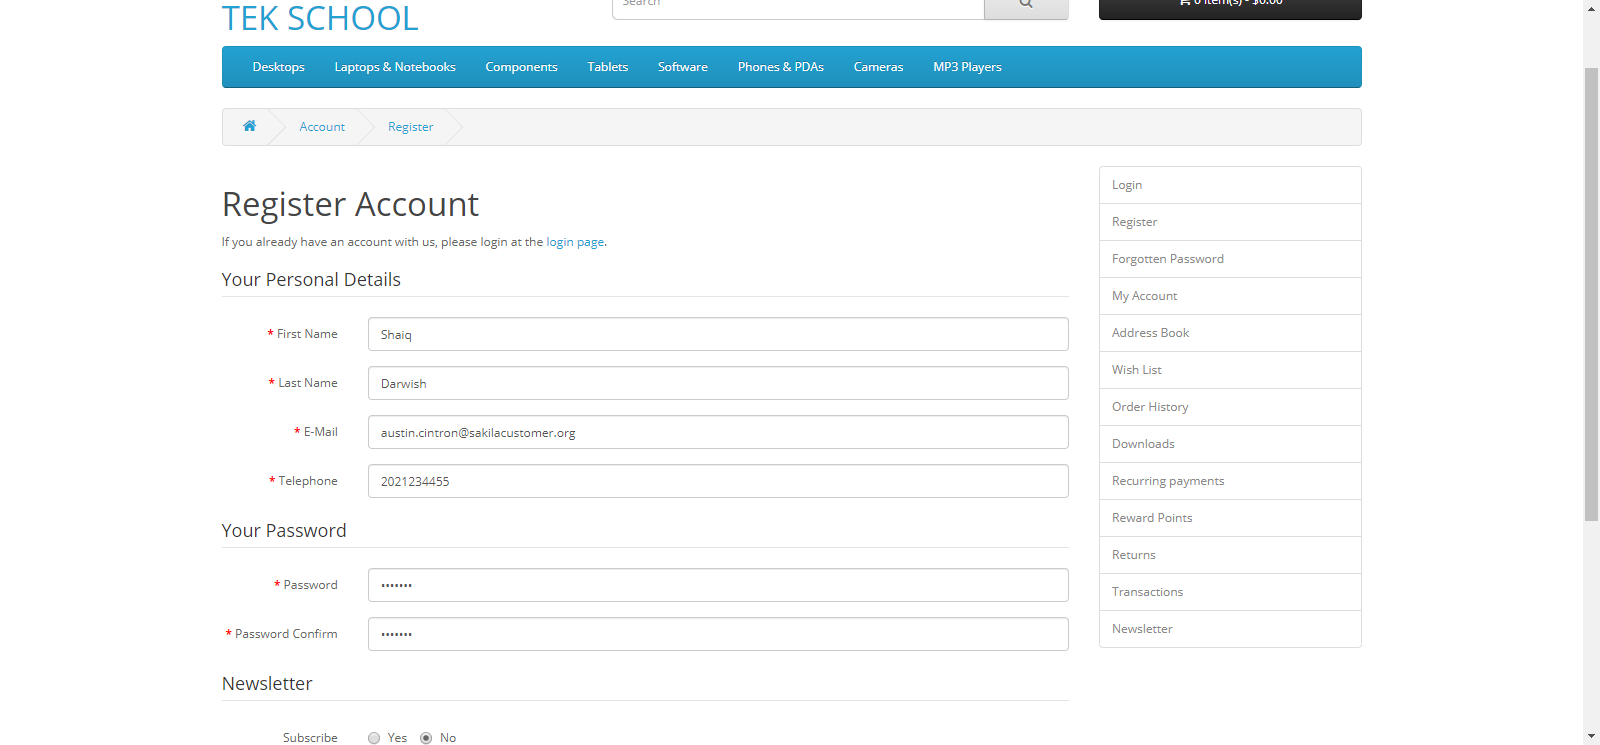 TEK SCHOOL
Search
0 item(s) - $0.00
Desktops Laptops & Notebooks Components Tablets Software Phones & PDAs Cameras MP3 Players
Account Register
Register Account
If you already have an account with us, please login at the login page.
Your Personal Details
* First Name Shaiq
* Last Name Darwish
* E-Mail austin.cintron@sakilacustomer.org
* Telephone 2021234455
Your Password
* Password •••••••
* Password Confirm •••••••
Newsletter
Subscribe Yes No
Login
Register
Forgotten Password
My Account
Address Book
Wish List
Order History
Downloads
Recurring payments
Reward Points
Returns
Transactions
Newsletter